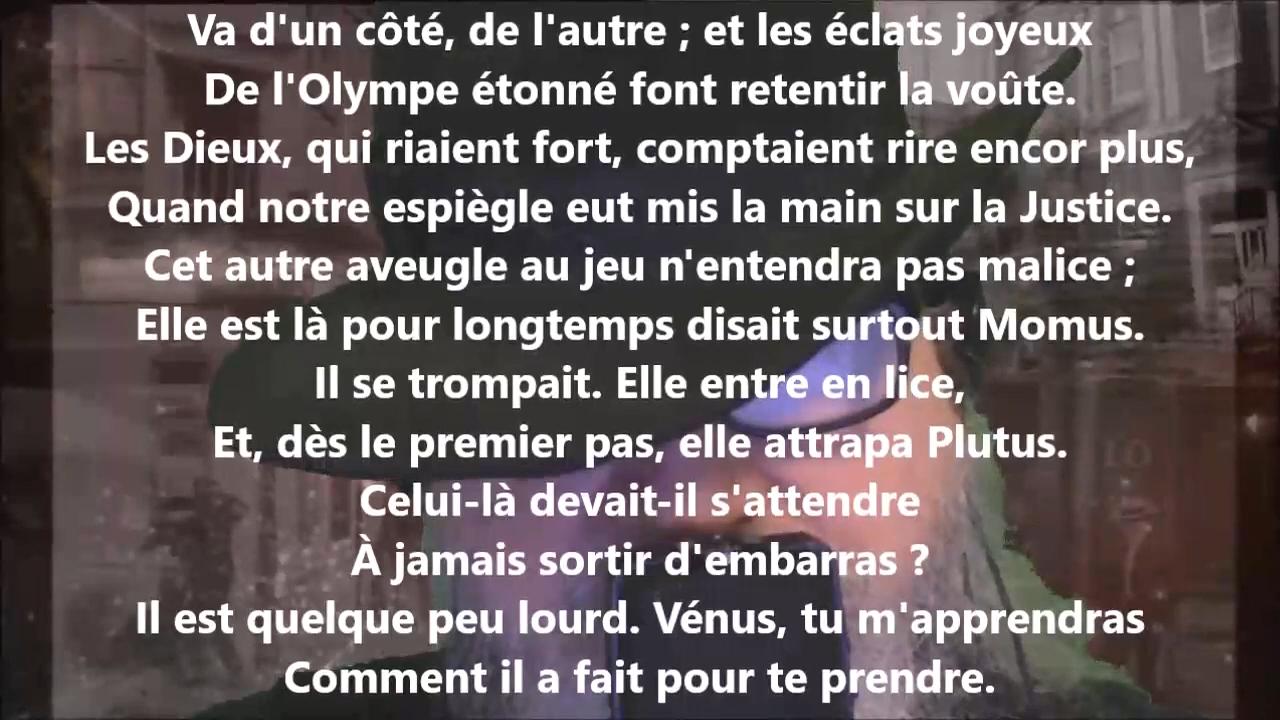 Va d'un côté, de l'autre ; et les éclats joyeux
De l'Olympe étonné font retentir la voûte.
Les Dieux, qui riaient fort, comptaient rire encor plus,
Quand notre espiègle eut mis la main sur la Justice.
Cet autre aveugle au jeu n'entendra pas malice ;
Elle est là pour longtemps disait surtout Momus.
Il se trompait. Elle entre en lice,
Et, dès le premier pas, elle attrapa Plutus.
Celui-là devait-il s'attendre
À jamais sortir d'embarras ?
Il est quelque peu lourd. Vénus, tu m'apprendras
Comment il a fait pour te prendre.
10